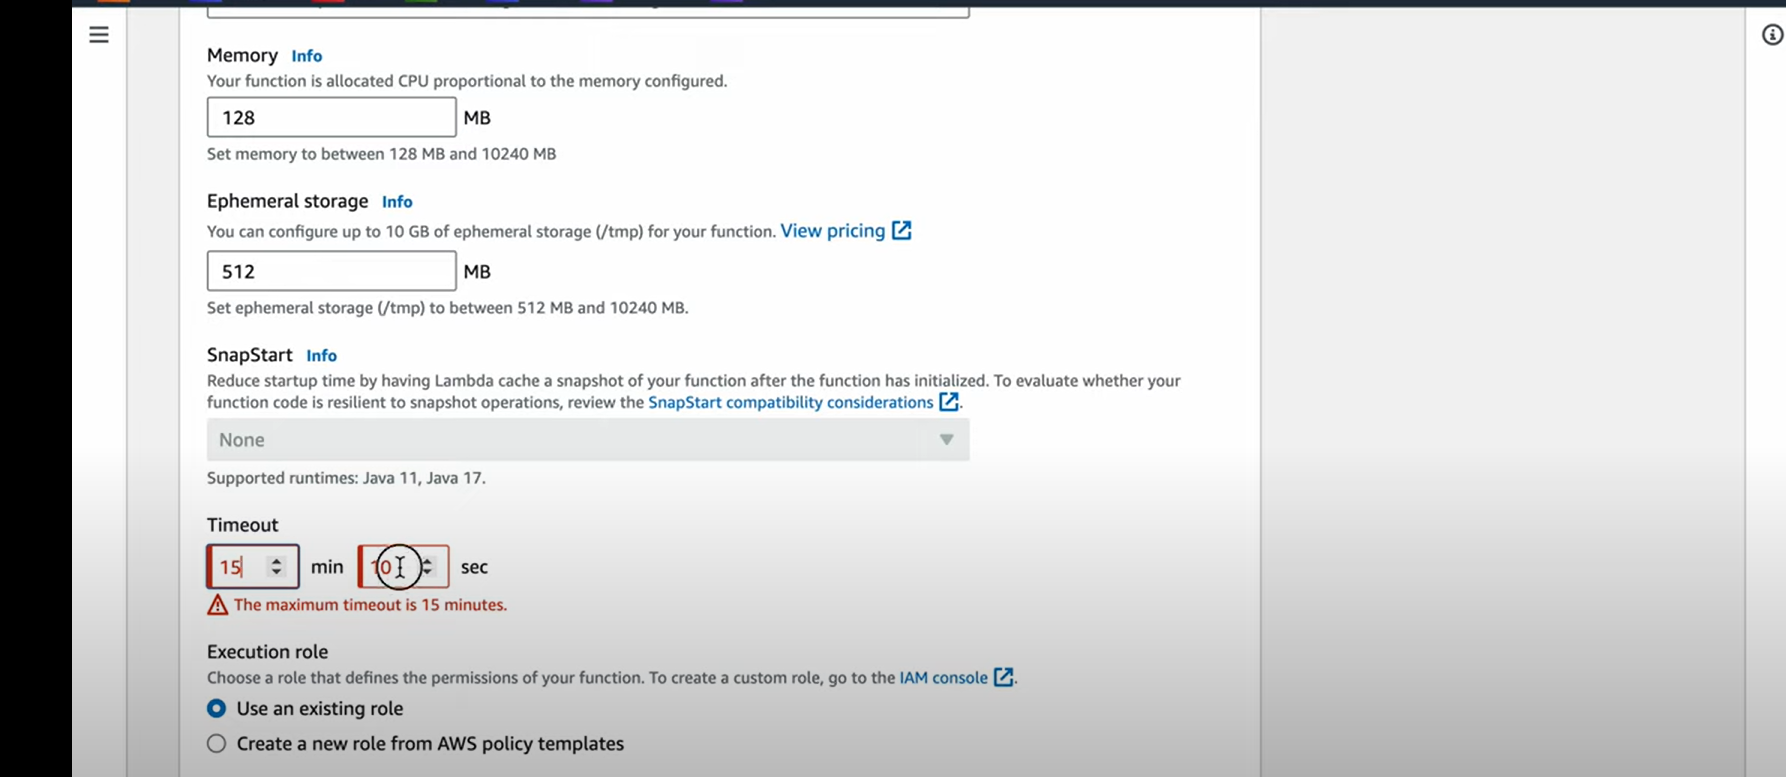 Memory Info
Your function is allocated CPU proportional to the memory configured.
128 MB
Set memory to between 128 MB and 10240 MB
Ephemeral storage Info
You can configure up to 10 GB of ephemeral storage (/tmp) for your function. View pricing
512 MB
Set ephemeral storage (/tmp) to between 512 MB and 10240 MB.
SnapStart Info
Reduce startup time by having Lambda cache a snapshot of your function after the function has initialized. To evaluate whether your
function code is resilient to snapshot operations, review the SnapStart compatibility considerations.
None
Supported runtimes: Java 11, Java 17.
Timeout
15 min 10 sec
The maximum timeout is 15 minutes.
Execution role
Choose a role that defines the permissions of your function. To create a custom role, go to the IAM console.
Use an existing role
Create a new role from AWS policy templates